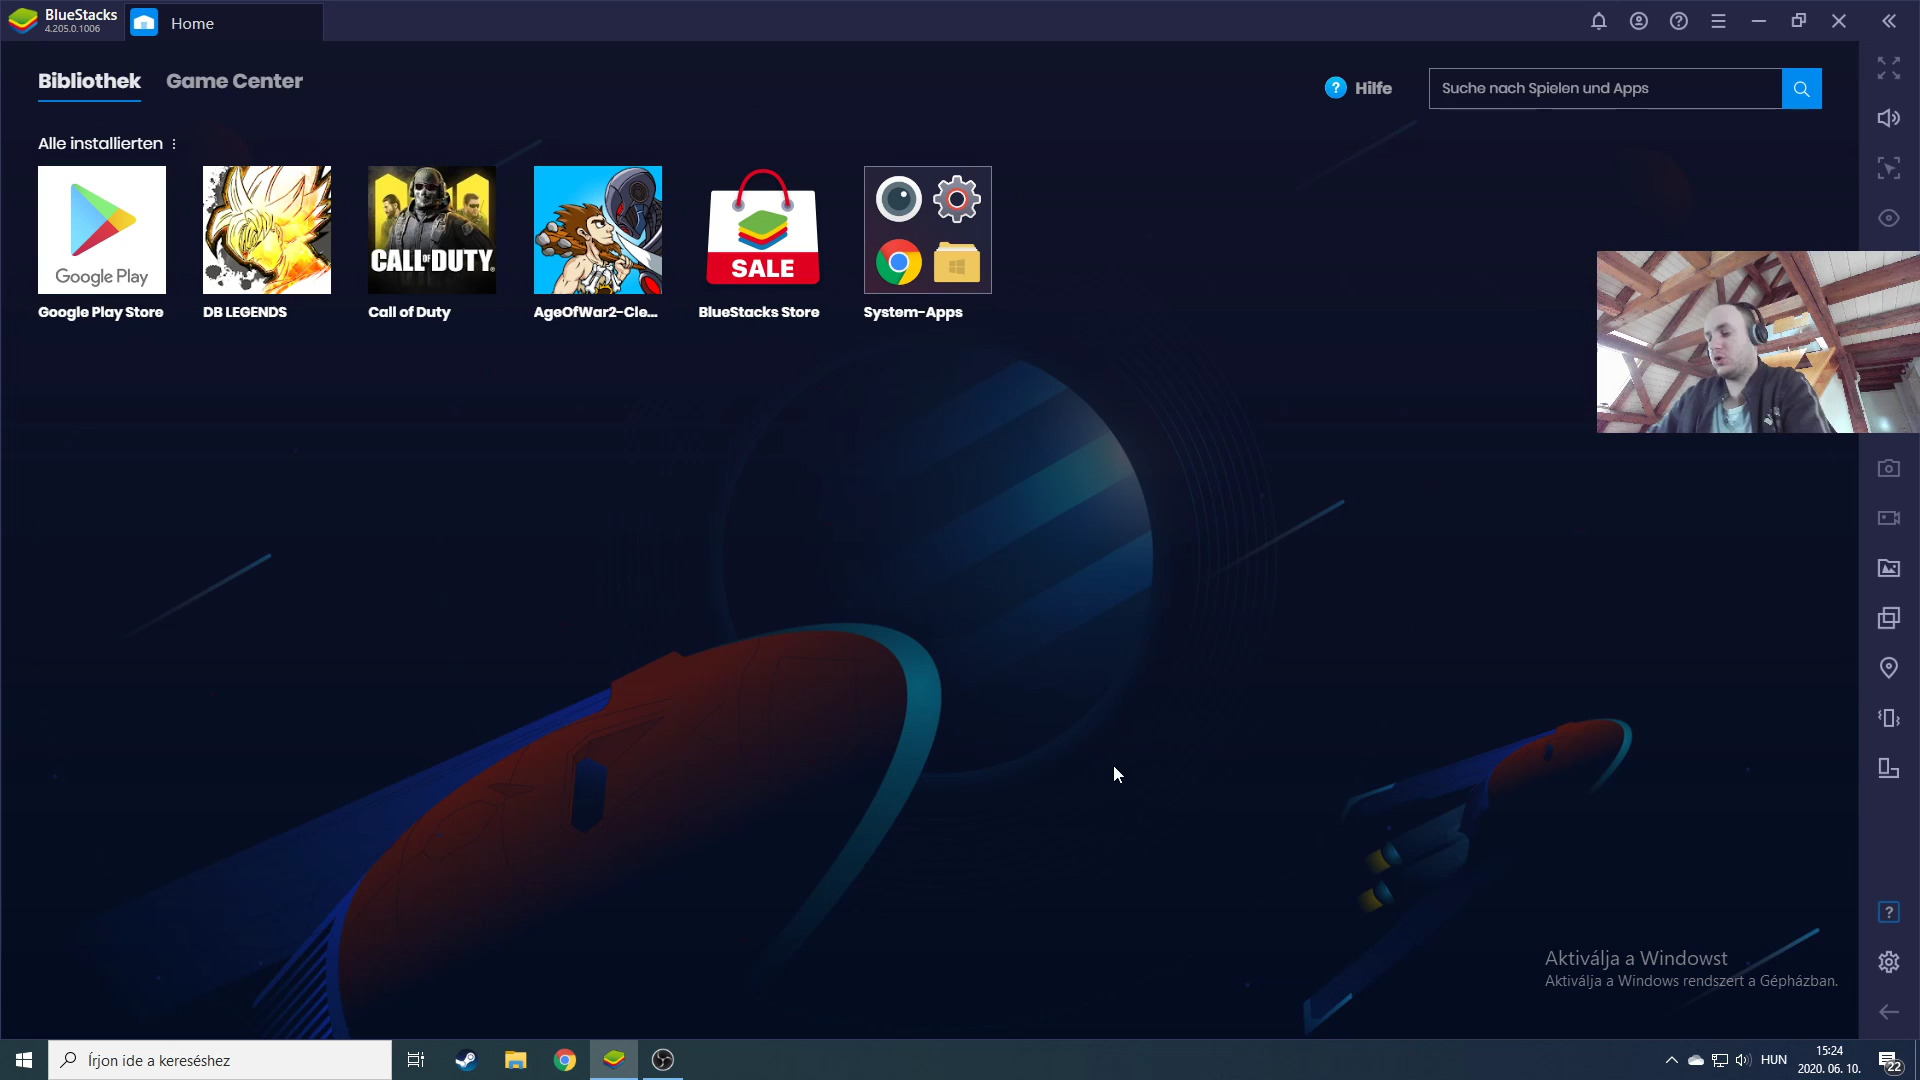 BlueStacks
4.205.0.1006
Home
Bibliothek
Game Center
Hilfe
Suche nach Spielen und Apps
Alle installierten
Google Play
CALL OF DUTY
SALE
Google Play Store
DB LEGENDS
Call of Duty
AgeOfWar2-Cle...
BlueStacks Store
System-Apps
Aktiválja a Windowst
Aktiválja a Windows rendszert a Gépházban.
Írjon ide a kereséshez
HUN
15:24
2020. 06. 10.
22